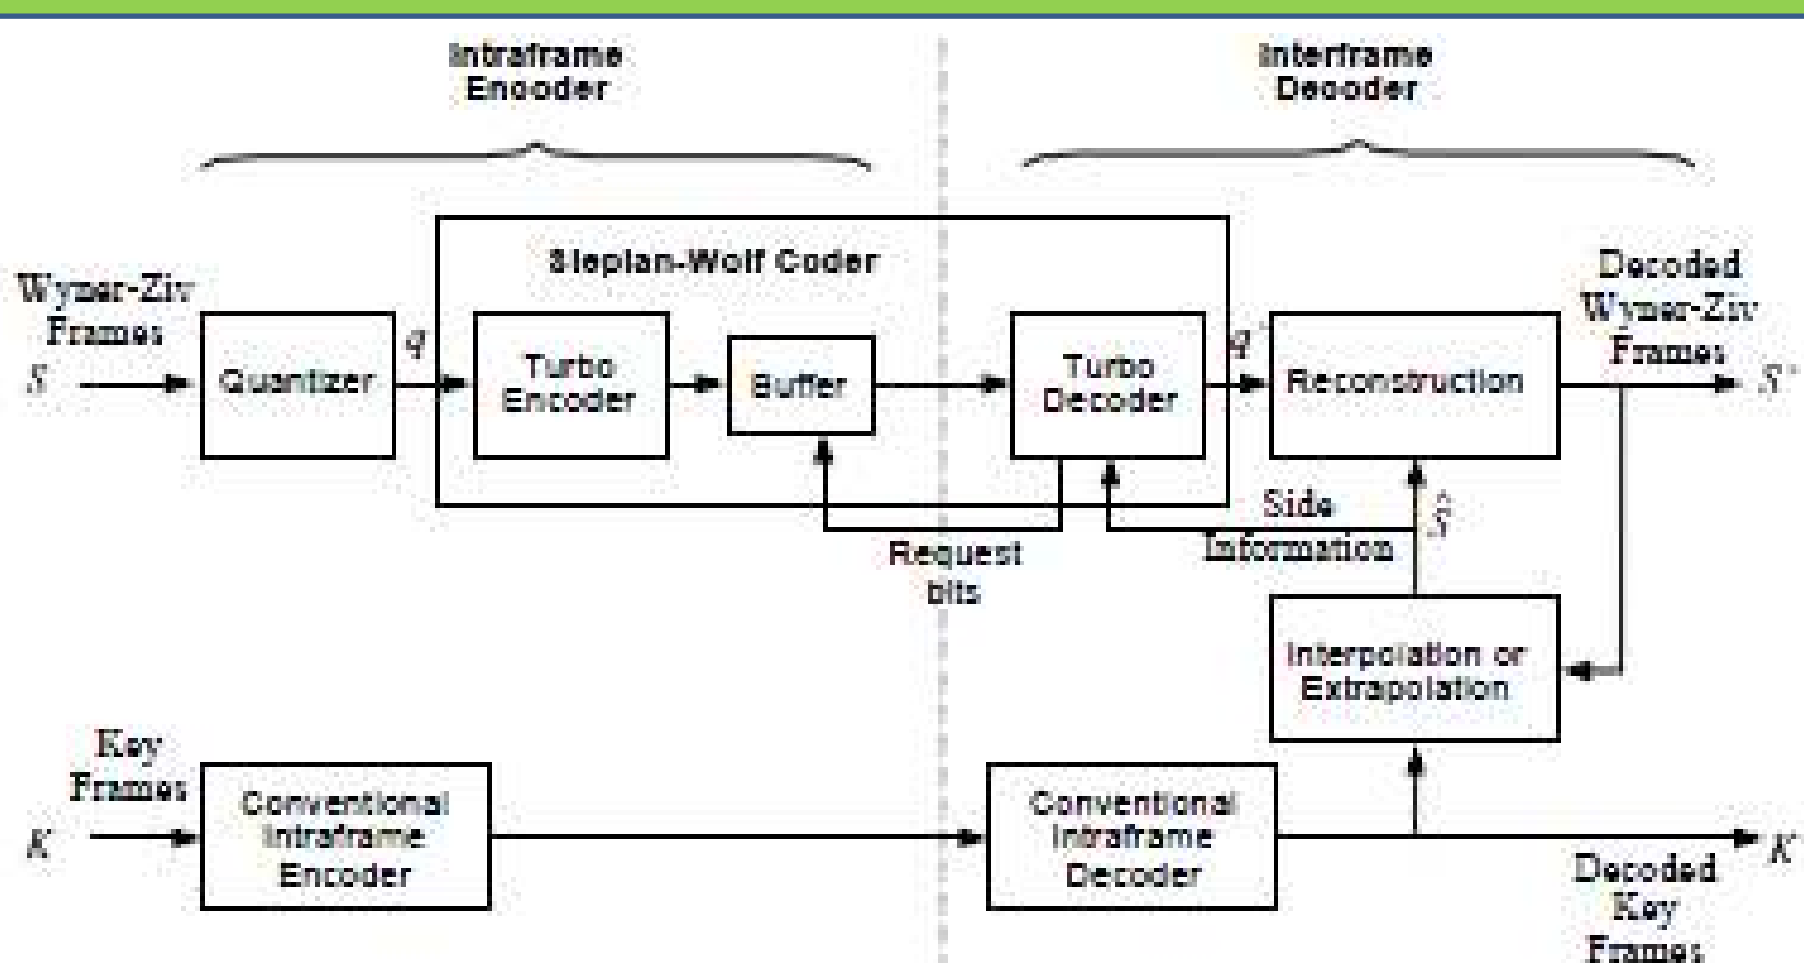 Intraframe
Encoder
Interframe
Decoder
Slepian-Wolf Coder
Wyner-Ziv
Frames
S
Quantizer
q
Turbo
Encoder
Buffer
Turbo
Decoder
q'
Reconstruction
Decoded
Wyner-Ziv
Frames
S'
Request
bits
Side
Information
Ŝ
Interpolation or
Extrapolation
Key
Frames
K
Conventional
Intraframe
Encoder
Conventional
Intraframe
Decoder
K
Decoded
Key
Frames